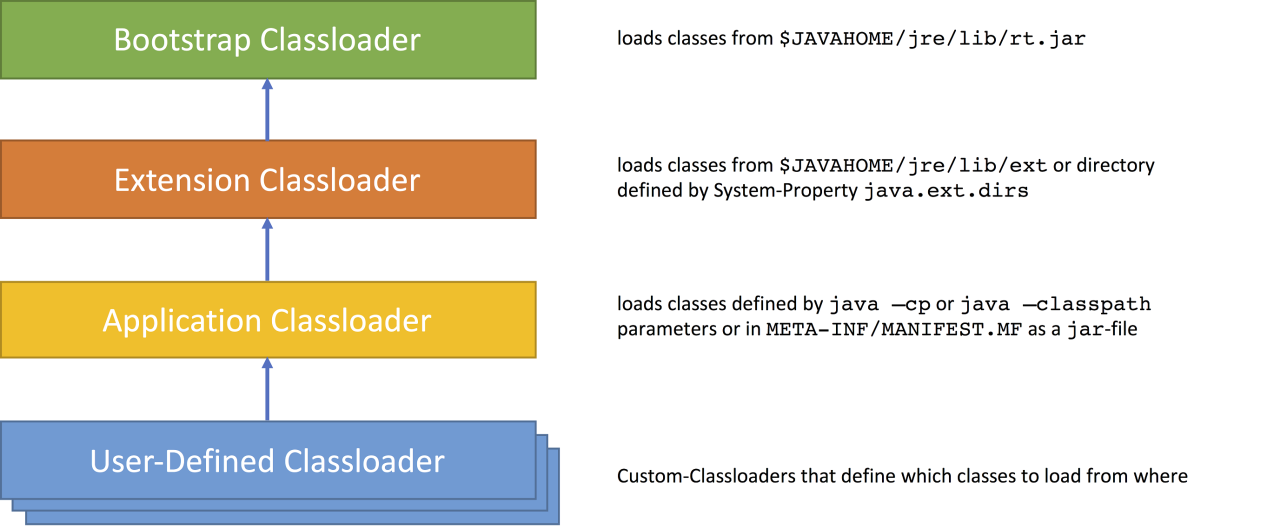 Bootstrap Classloader
loads classes from $JAVAHOME/jre/lib/rt.jar
Extension Classloader
loads classes from $JAVAHOME/jre/lib/ext or directory
defined by System-Property java.ext.dirs
Application Classloader
loads classes defined by java –cp or java –classpath
parameters or in META-INF/MANIFEST.MF as a jar-file
User-Defined Classloader
Custom-Classloaders that define which classes to load from where